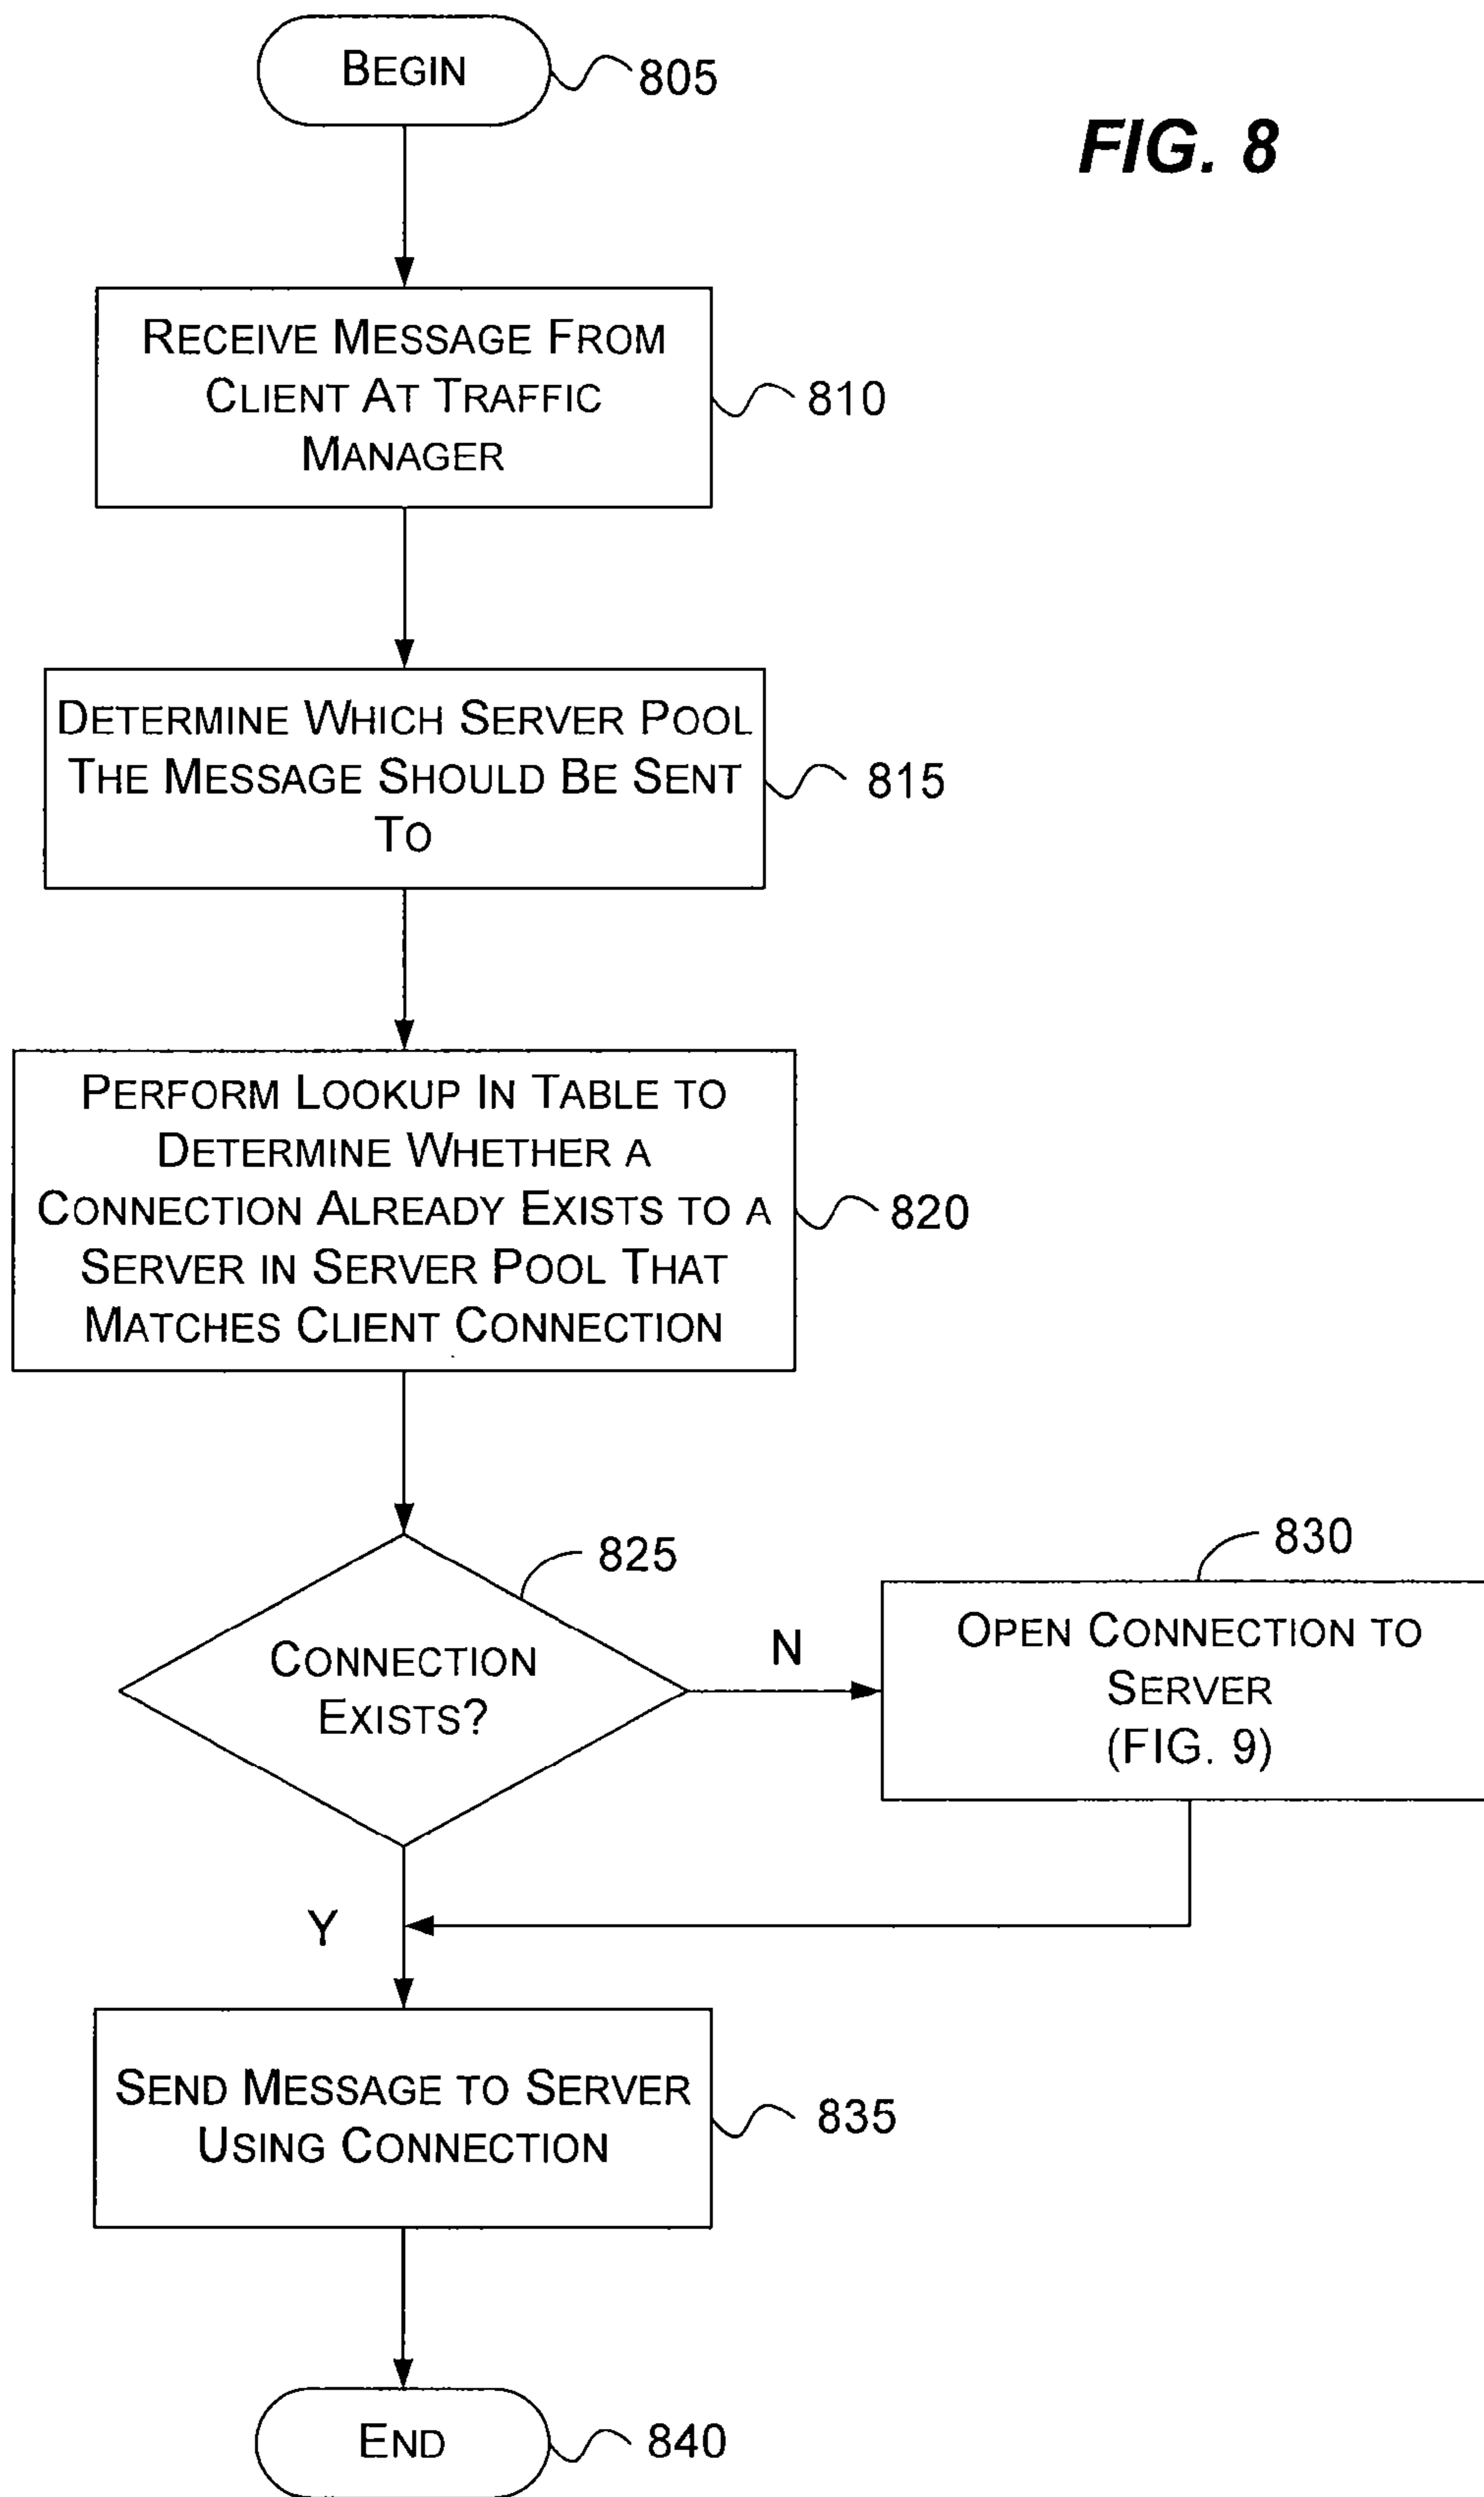 BEGIN
805
FIG. 8
RECEIVE MESSAGE FROM
CLIENT AT TRAFFIC
MANAGER
810
DETERMINE WHICH SERVER POOL
THE MESSAGE SHOULD BE SENT
TO
815
PERFORM LOOKUP IN TABLE TO
DETERMINE WHETHER A
CONNECTION ALREADY EXISTS TO A
SERVER IN SERVER POOL THAT
MATCHES CLIENT CONNECTION
820
CONNECTION
EXISTS?
825
N
830
OPEN CONNECTION TO
SERVER
(FIG. 9)
Y
SEND MESSAGE TO SERVER
USING CONNECTION
835
END
840